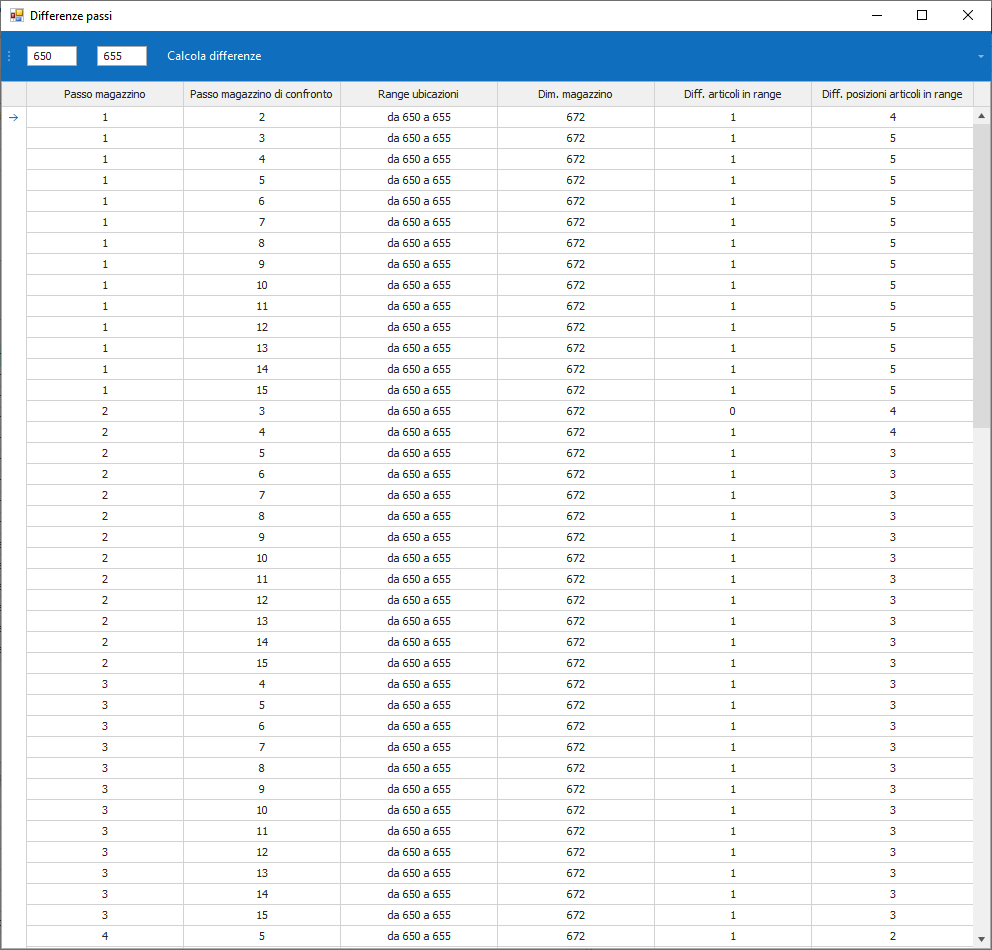 Differenze passi
650 655 Calcola differenze
Passo magazzino Passo magazzino di confronto Range ubicazioni Dim. magazzino Diff. articoli in range Diff. posizioni articoli in range
1 2 da 650 a 655 672 1 4
1 3 da 650 a 655 672 1 5
1 4 da 650 a 655 672 1 5
1 5 da 650 a 655 672 1 5
1 6 da 650 a 655 672 1 5
1 7 da 650 a 655 672 1 5
1 8 da 650 a 655 672 1 5
1 9 da 650 a 655 672 1 5
1 10 da 650 a 655 672 1 5
1 11 da 650 a 655 672 1 5
1 12 da 650 a 655 672 1 5
1 13 da 650 a 655 672 1 5
1 14 da 650 a 655 672 1 5
1 15 da 650 a 655 672 1 5
2 3 da 650 a 655 672 0 4
2 4 da 650 a 655 672 1 4
2 5 da 650 a 655 672 1 3
2 6 da 650 a 655 672 1 3
2 7 da 650 a 655 672 1 3
2 8 da 650 a 655 672 1 3
2 9 da 650 a 655 672 1 3
2 10 da 650 a 655 672 1 3
2 11 da 650 a 655 672 1 3
2 12 da 650 a 655 672 1 3
2 13 da 650 a 655 672 1 3
2 14 da 650 a 655 672 1 3
2 15 da 650 a 655 672 1 3
3 4 da 650 a 655 672 1 3
3 5 da 650 a 655 672 1 3
3 6 da 650 a 655 672 1 3
3 7 da 650 a 655 672 1 3
3 8 da 650 a 655 672 1 3
3 9 da 650 a 655 672 1 3
3 10 da 650 a 655 672 1 3
3 11 da 650 a 655 672 1 3
3 12 da 650 a 655 672 1 3
3 13 da 650 a 655 672 1 3
3 14 da 650 a 655 672 1 3
3 15 da 650 a 655 672 1 3
4 5 da 650 a 655 672 1 2